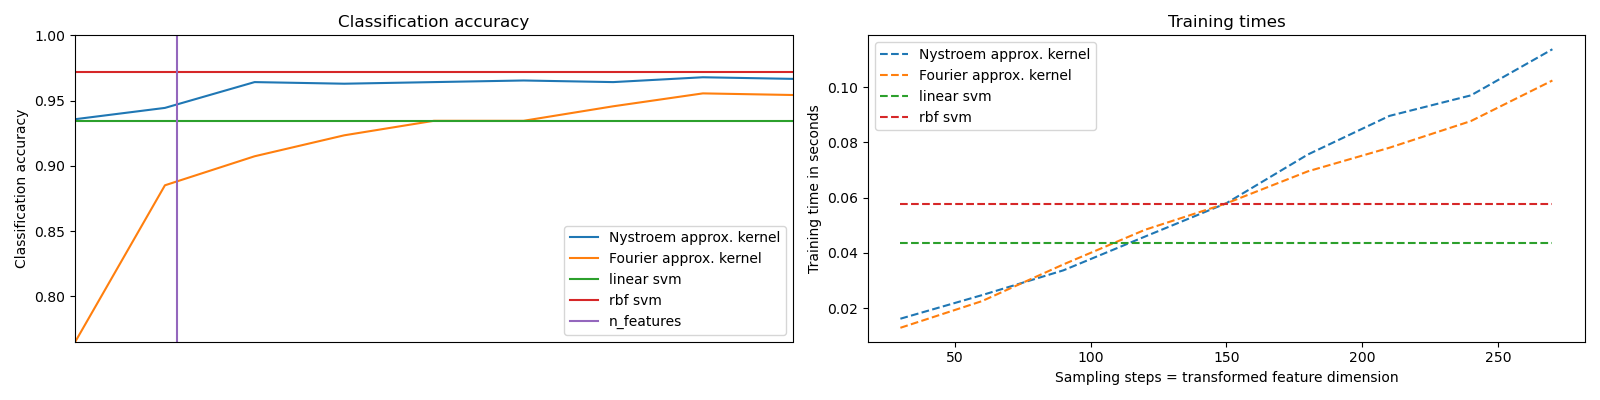 Classification accuracy
Classification accuracy
1.00
0.95
0.90
0.85
0.80
Nystroem approx. kernel
Fourier approx. kernel
linear svm
rbf svm
n_features
Training times
Training time in seconds
0.10
0.08
0.06
0.04
0.02
Nystroem approx. kernel
Fourier approx. kernel
linear svm
rbf svm
50 100 150 200 250
Sampling steps = transformed feature dimension